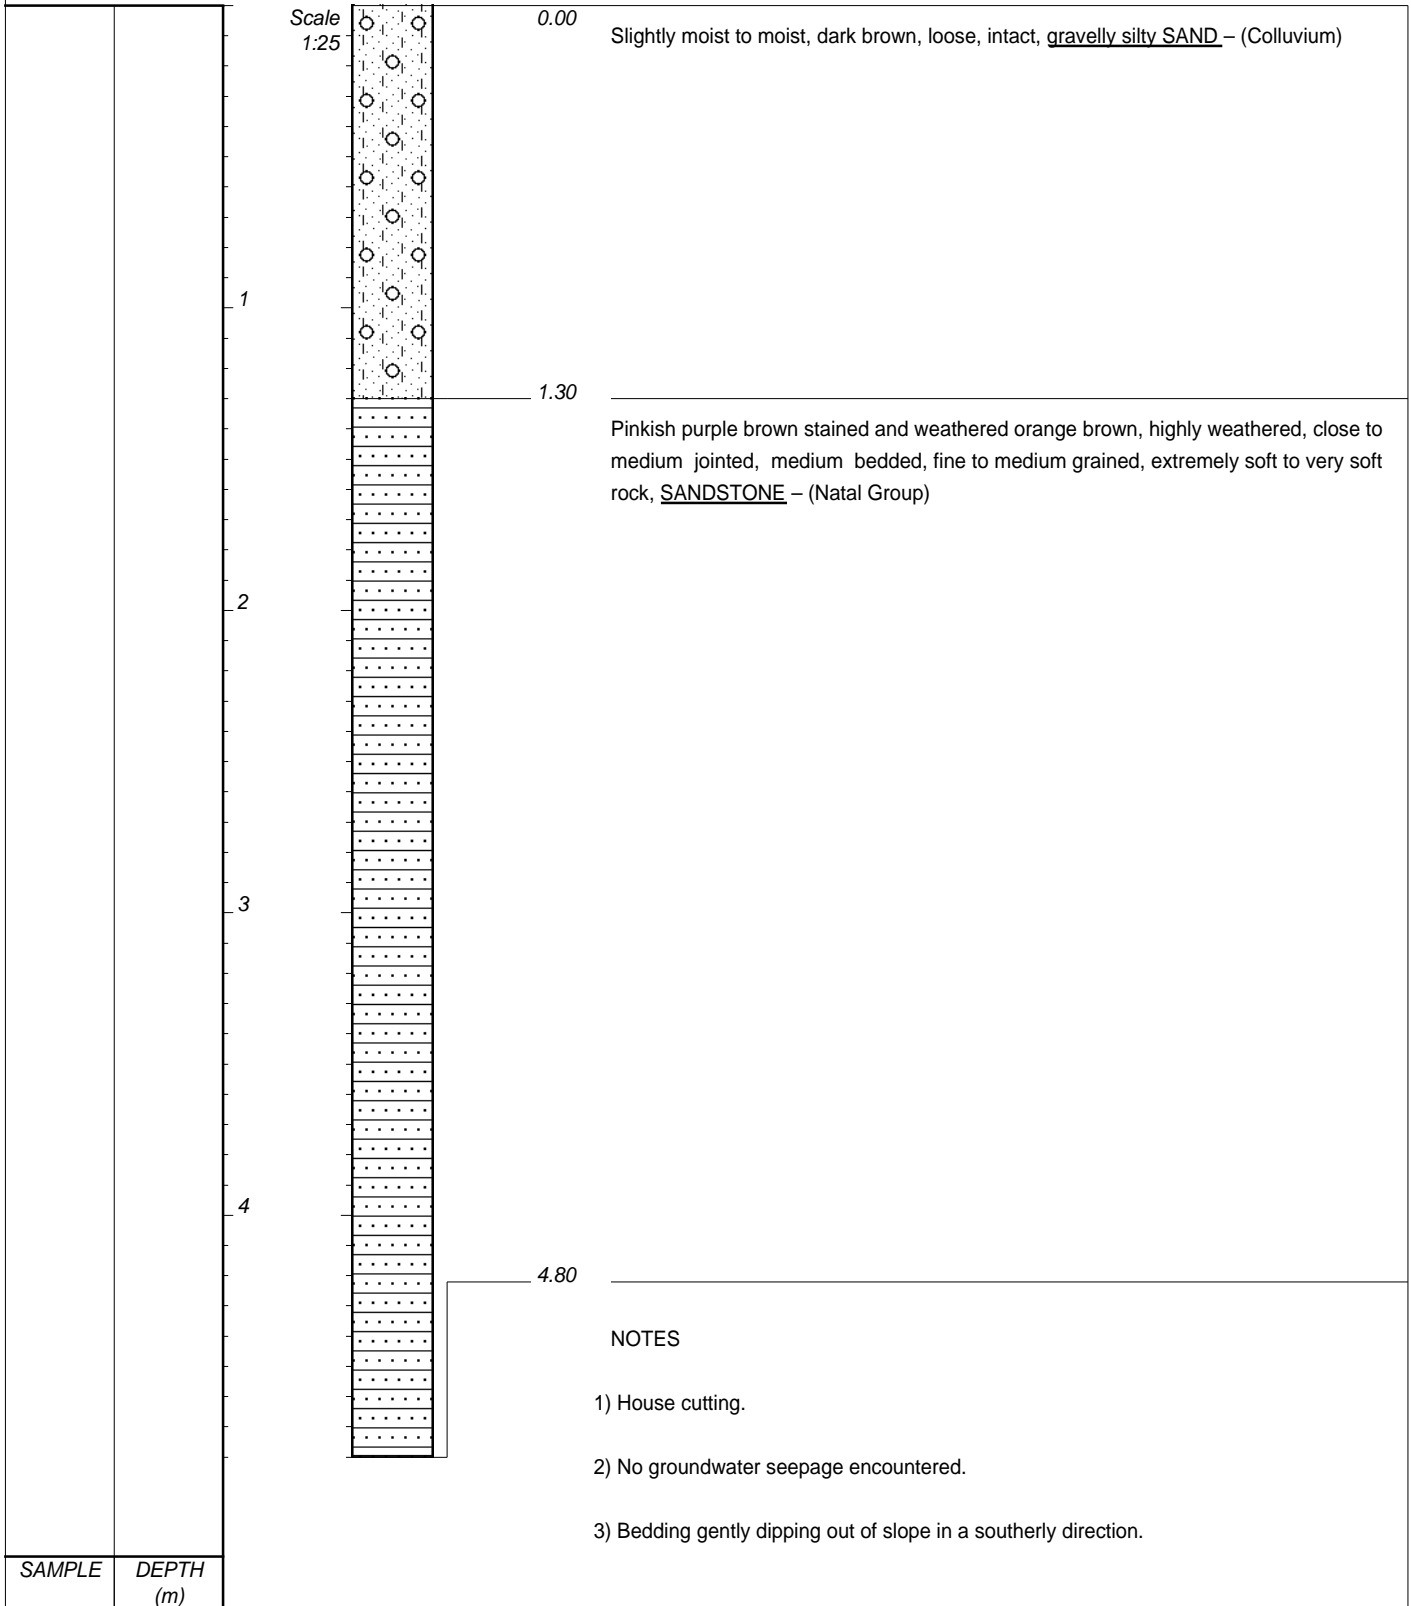 Scale
1:25
0.00
Slightly moist to moist, dark brown, loose, intact, gravelly silty SAND – (Colluvium)
1
1.30
Pinkish purple brown stained and weathered orange brown, highly weathered, close to
medium jointed, medium bedded, fine to medium grained, extremely soft to very soft
rock, SANDSTONE – (Natal Group)
2
3
4
4.80
NOTES
1) House cutting.
2) No groundwater seepage encountered.
3) Bedding gently dipping out of slope in a southerly direction.
SAMPLE DEPTH
(m)